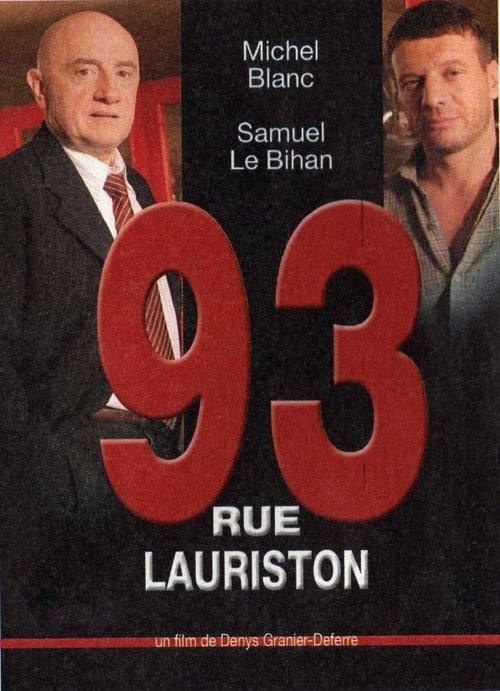 Michel
Blanc
Samuel
Le Bihan
93
RUE
LAURISTON
un film de Denys Granier-Deferre